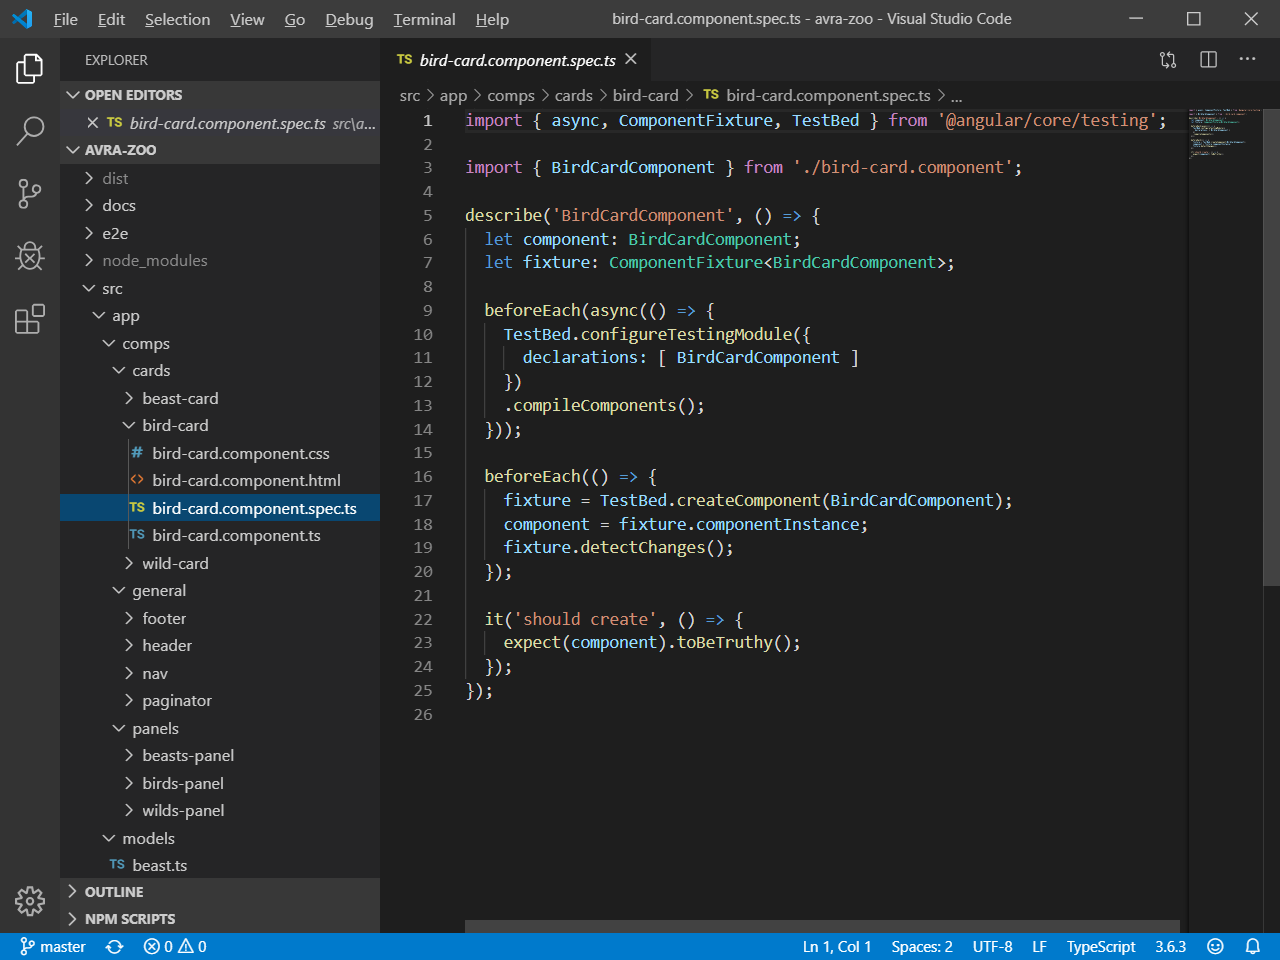 File Edit Selection View Go Debug Terminal Help bird-card.component.spec.ts - avra-zoo - Visual Studio Code
EXPLORER
OPEN EDITORS
TS bird-card.component.spec.ts src\a...
AVRA-ZOO
dist
docs
e2e
node_modules
src
app
comps
cards
beast-card
bird-card
# bird-card.component.css
<> bird-card.component.html
TS bird-card.component.spec.ts
TS bird-card.component.ts
wild-card
general
footer
header
nav
paginator
panels
beasts-panel
birds-panel
wilds-panel
models
TS beast.ts
OUTLINE
NPM SCRIPTS
TS bird-card.component.spec.ts
src > app > comps > cards > bird-card > TS bird-card.component.spec.ts > ...
1 import { async, ComponentFixture, TestBed } from '@angular/core/testing';
2
3 import { BirdCardComponent } from './bird-card.component';
4
5 describe('BirdCardComponent', () => {
6 let component: BirdCardComponent;
7 let fixture: ComponentFixture<BirdCardComponent>;
8
9 beforeEach(async(() => {
10 TestBed.configureTestingModule({
11 declarations: [ BirdCardComponent ]
12 })
13 .compileComponents();
14 }));
15
16 beforeEach(() => {
17 fixture = TestBed.createComponent(BirdCardComponent);
18 component = fixture.componentInstance;
19 fixture.detectChanges();
20 });
21
22 it('should create', () => {
23 expect(component).toBeTruthy();
24 });
25 });
26
master 0 0 Ln 1, Col 1 Spaces: 2 UTF-8 LF TypeScript 3.6.3